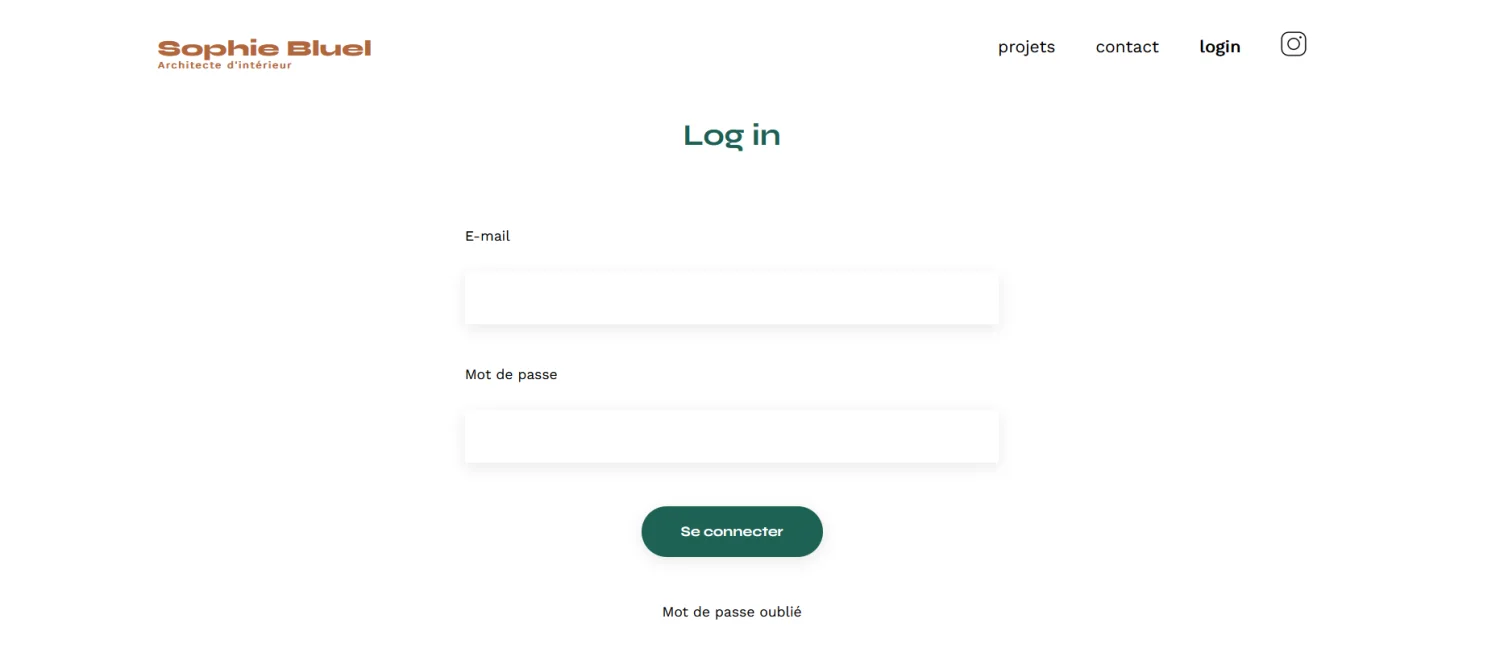 Sophie Bluel
Architecte d'intérieur
projets contact login
Log in
E-mail
Mot de passe
Se connecter
Mot de passe oublié